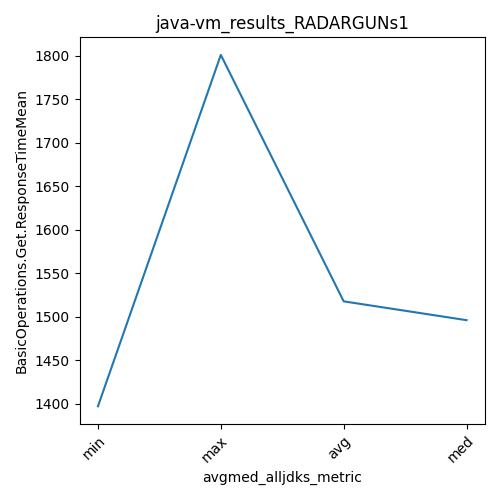 java-vm_results_RADARGUNs1
BasicOperations.Get.ResponseTimeMean
1800
1750
1700
1650
1600
1550
1500
1450
1400
min
max
avg
med
avgmed_alljdks_metric